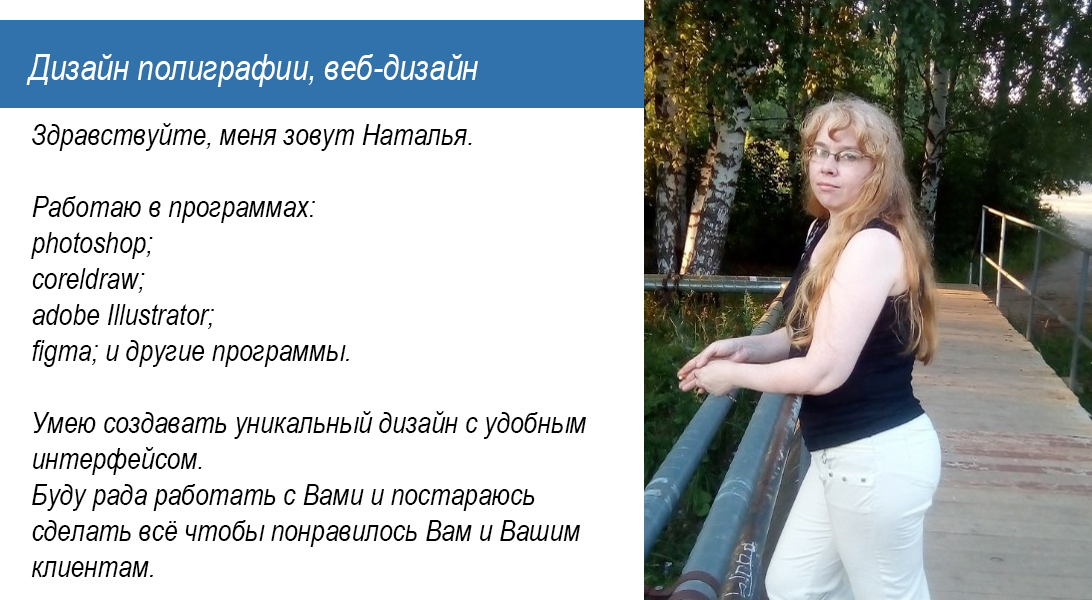 Дизайн полиграфии, веб-дизайн
Здравствуйте, меня зовут Наталья.
Работаю в программах:
photoshop;
coreldraw;
adobe Illustrator;
figma; и другие программы.
Умею создавать уникальный дизайн с удобным
интерфейсом.
Буду рада работать с Вами и постараюсь
сделать всё чтобы понравилось Вам и Вашим
клиентам.